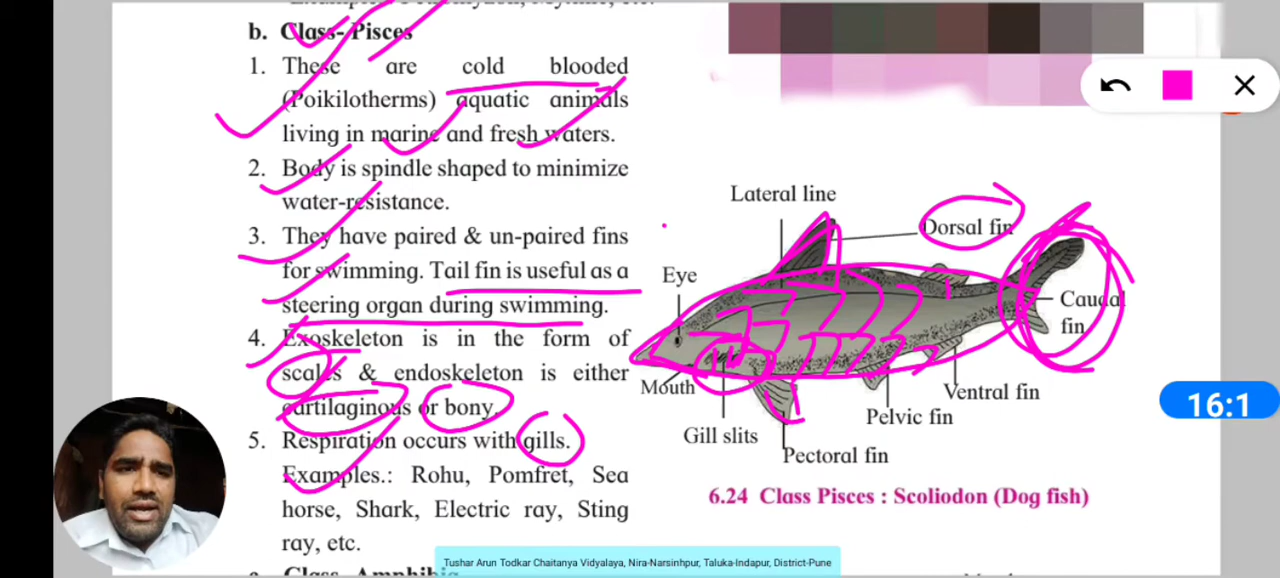 b. Class- Pisces
1. These are cold blooded
(Poikilotherms) aquatic animals
living in marine and fresh waters.
2. Body is spindle shaped to minimize
water-resistance.
3. They have paired & un-paired fins
for swimming. Tail fin is useful as a
steering organ during swimming.
4. Exoskeleton is in the form of
scales & endoskeleton is either
cartilaginous or bony.
5. Respiration occurs with gills.
Examples.: Rohu, Pomfret, Sea
horse, Shark, Electric ray, Sting
ray, etc.
Lateral line
Dorsal fin
Eye
Caudal
fin
Mouth
Ventral fin
Pelvic fin
Gill slits
Pectoral fin
6.24 Class Pisces : Scoliodon (Dog fish)
16:1
Tushar Arun Todkar Chaitanya Vidyalaya, Nira-Narsinhpur, Taluka-Indapur, District-Pune